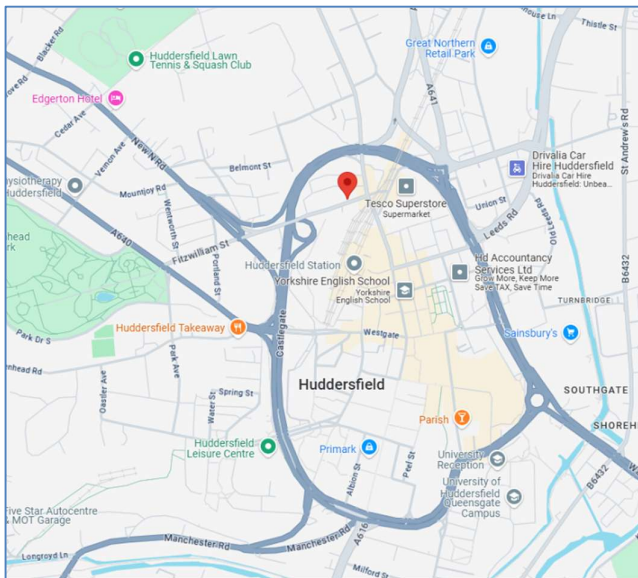 Blacker Rd
Huddersfield Lawn
Tennis & Squash Club
Great Northern
Retail Park
Thistle St
A641
St Andrew's Rd
Edgerton Hotel
Cedar Ave
Vernon Ave
New N Rd
Belmont St
Drivalia Car
Hire Huddersfield
Drivalia Car Hire
Huddersfield: Unbea...
Physiotherapy
Huddersfield
Mountjoy Rd
Wentworth St
Tesco Superstore
Supermarket
Union St
Leeds Rd
Old Leeds Rd
A640
Fitzwilliam St
Portland St
Huddersfield Station
Yorkshire English School
Yorkshire
English School
Hd Accountancy
Services Ltd
Grow More, Keep More
Save TAX, Save Time
B6432
TURNBRIDGE
Huddersfield Takeaway
Castlegate
Westgate
Sainsbury's
Park Dr S
Park Ave
Oastler Ave
Water St
Spring St
Huddersfield
SOUTHGATE
Parish
SHOREH
Huddersfield
Leisure Centre
Primark
Albion St
Peel St
University
Reception
University of
Huddersfield
Queensgate
Campus
B6432
Five Star Autocentre
& MOT Garage
Manchester Rd
Manchester Rd
A616
Longroyd Ln
Milford St